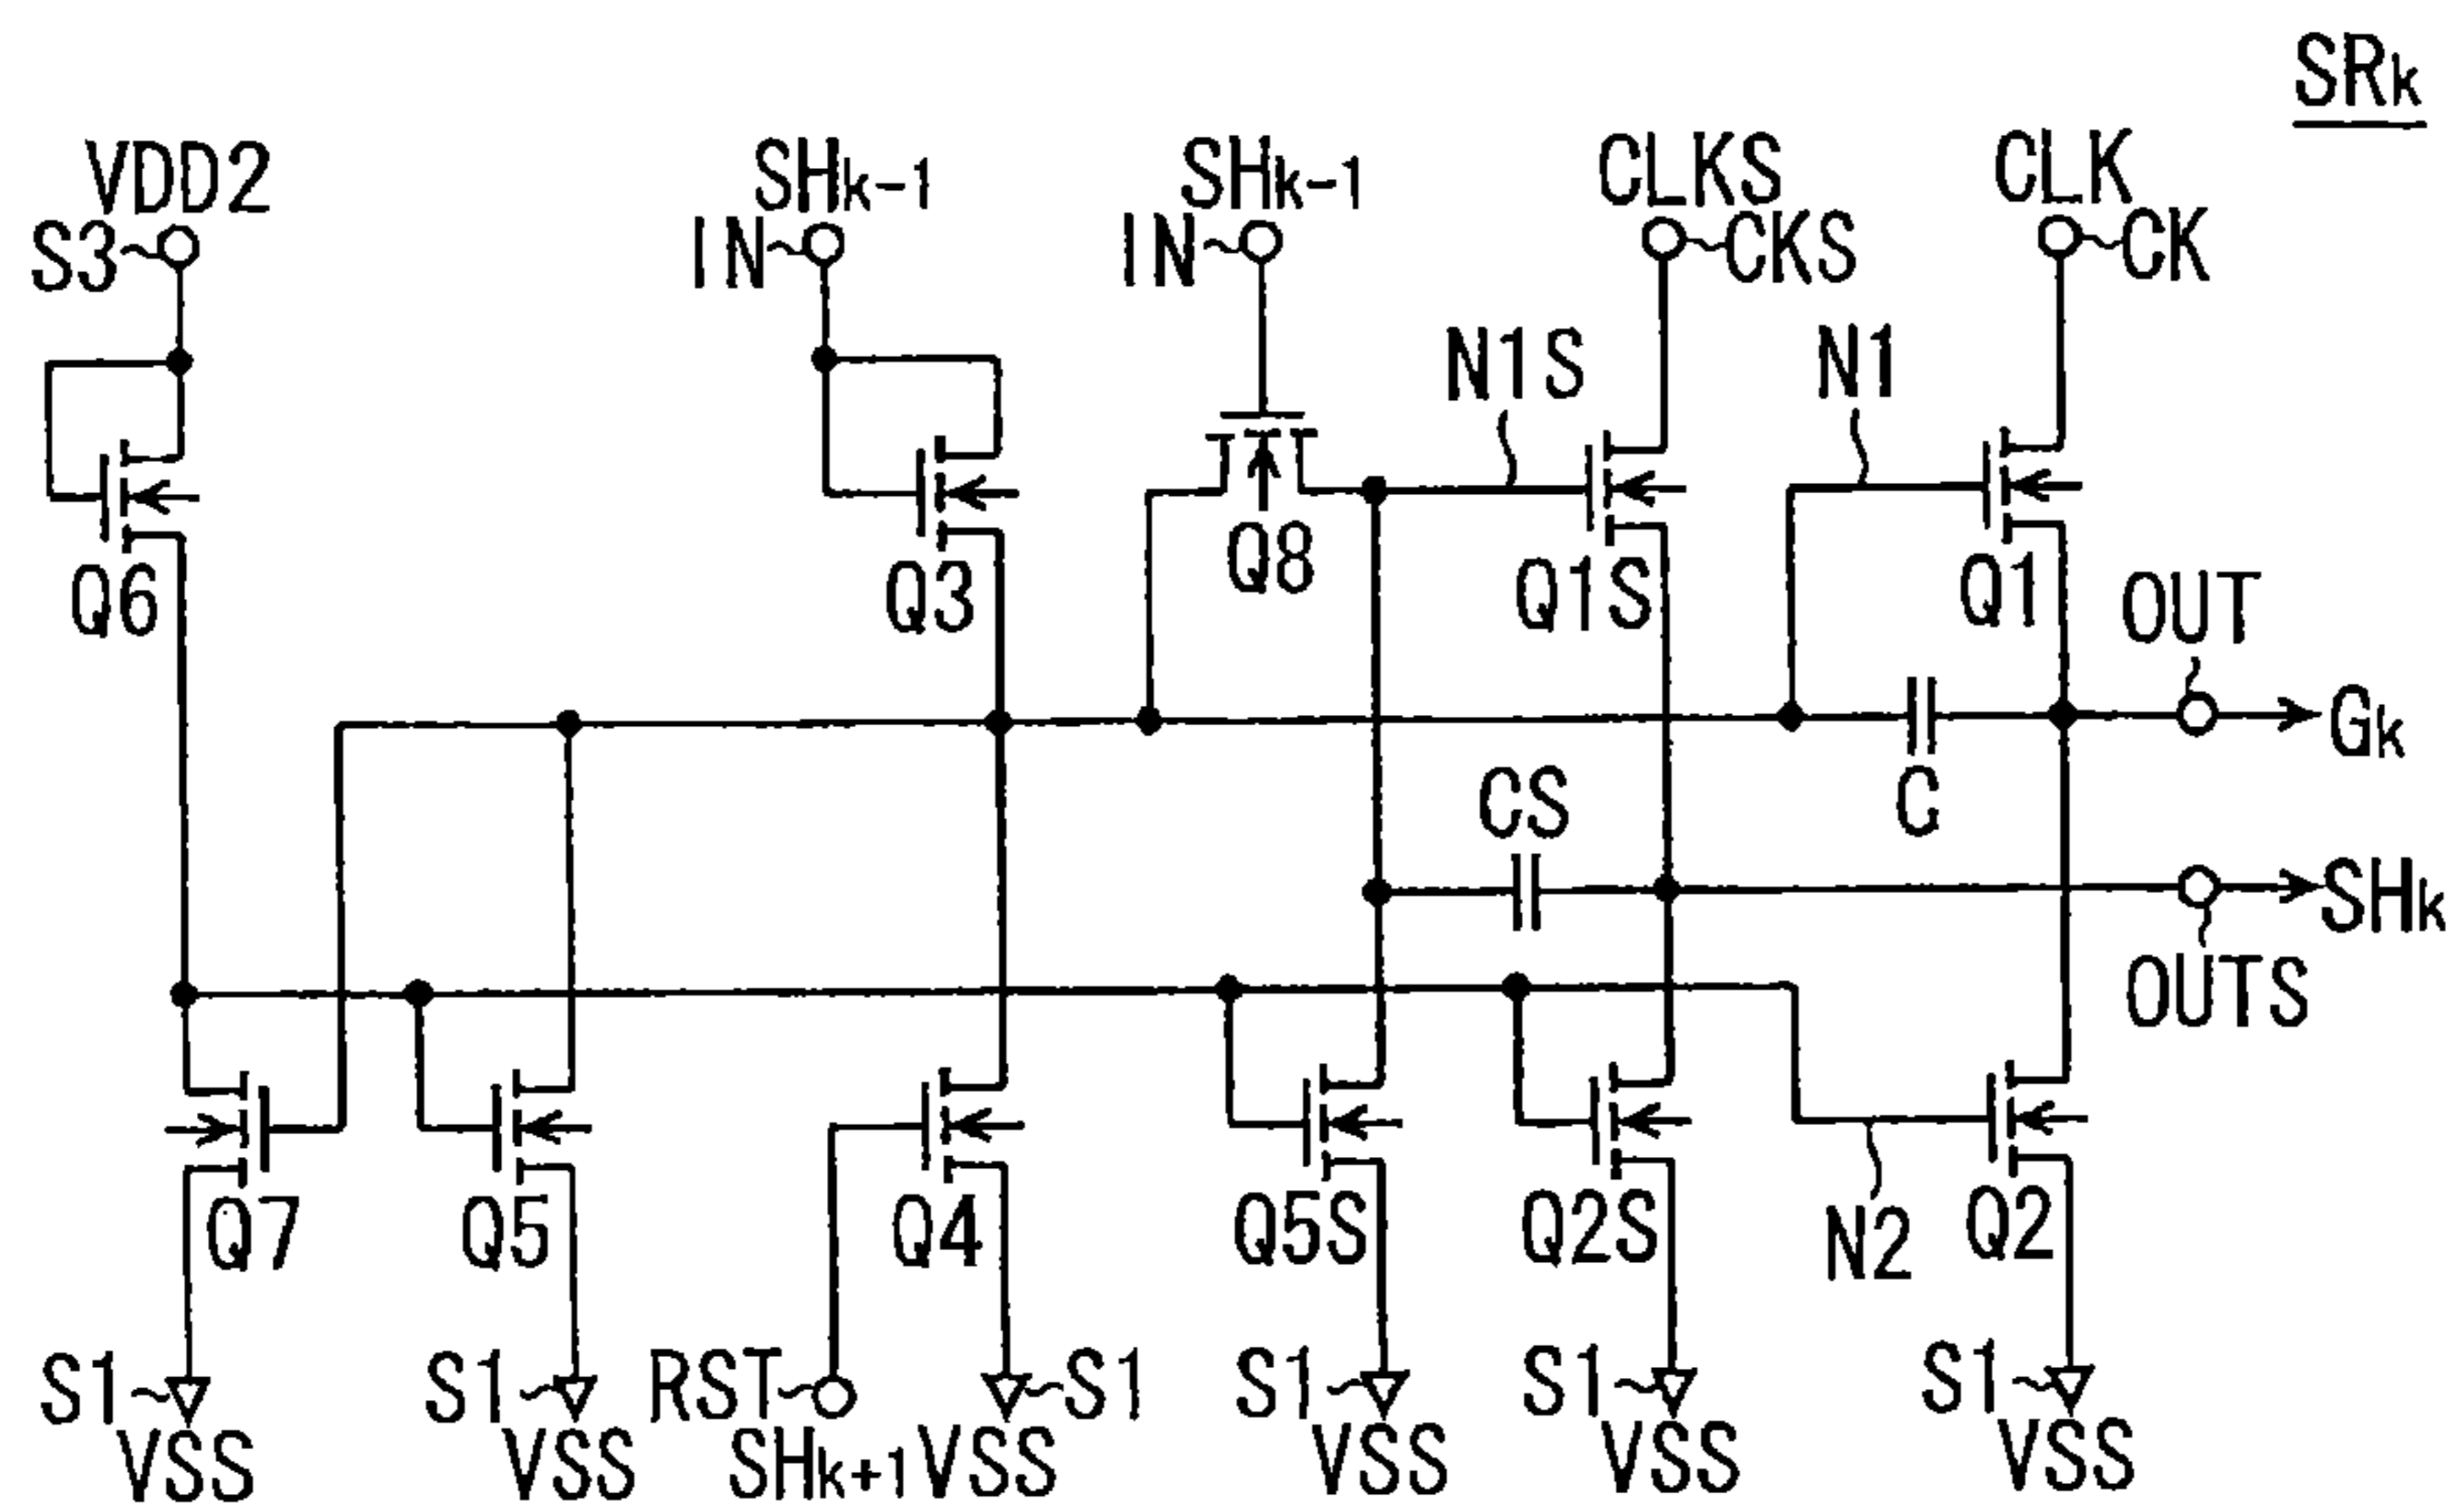 SRk
VDD2
SHk-1
SHk-1
CLKS
CLK
S3
IN
IN
CKS
CK
N1S
N1
Q6
Q3
Q8
Q1S
Q1
OUT
Gk
CS
C
SHk
OUTS
Q7
Q5
Q4
Q5S
Q2S
N2
Q2
S1
S1
RST
S1
S1
S1
S1
VSS
VSS
SHk+1
VSS
VSS
VSS
VSS